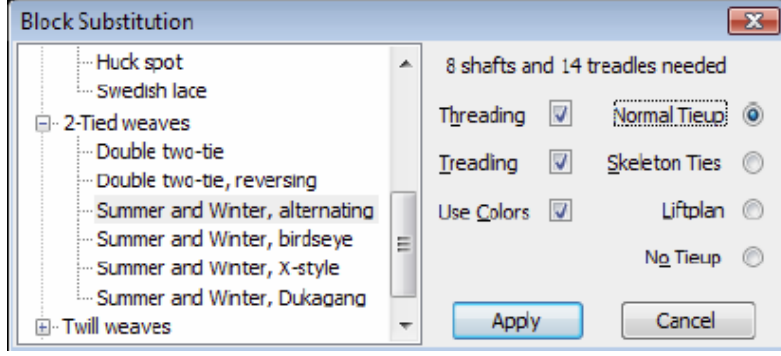 Block Substitution
Huck spot
Swedish lace
2-Tied weaves
Double two-tie
Double two-tie, reversing
Summer and Winter, alternating
Summer and Winter, birdseye
Summer and Winter, X-style
Summer and Winter, Dukagang
Twill weaves
8 shafts and 14 treadles needed
Threading
Normal Tieup
Treading
Skeleton Ties
Use Colors
Liftplan
No Tieup
Apply
Cancel